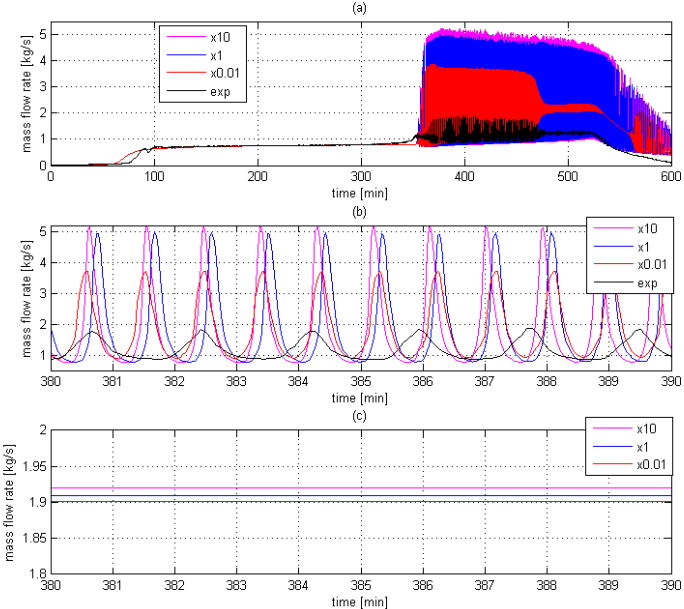 (a)
mass flow rate [kg/s]
5
4
3
2
1
0
x10
x1
x0.01
exp
0 100 200 300 400 500 600
time [min]
(b)
mass flow rate [kg/s]
5
4
3
2
1
x10
x1
x0.01
exp
380 381 382 383 384 385 386 387 388 389 390
time [min]
(c)
mass flow rate [kg/s]
2
1.95
1.9
1.85
1.8
x10
x1
x0.01
380 381 382 383 384 385 386 387 388 389 390
time [min]